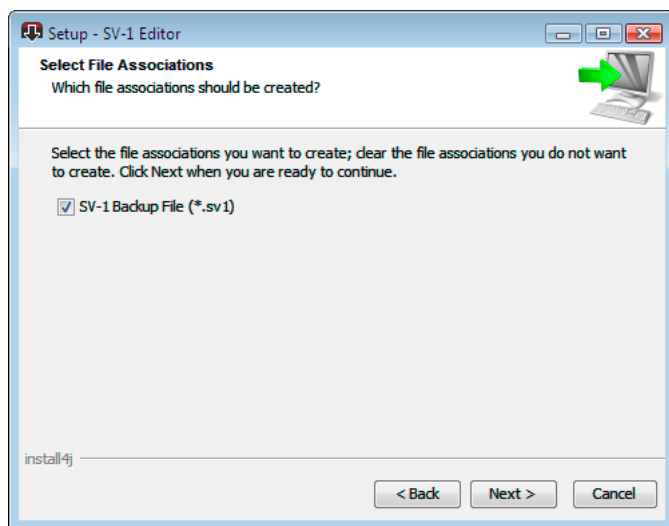 Setup - SV-1 Editor
Select File Associations
Which file associations should be created?
Select the file associations you want to create; clear the file associations you do not want
to create. Click Next when you are ready to continue.
SV-1 Backup File (*.sv1)
install4j
< Back Next > Cancel